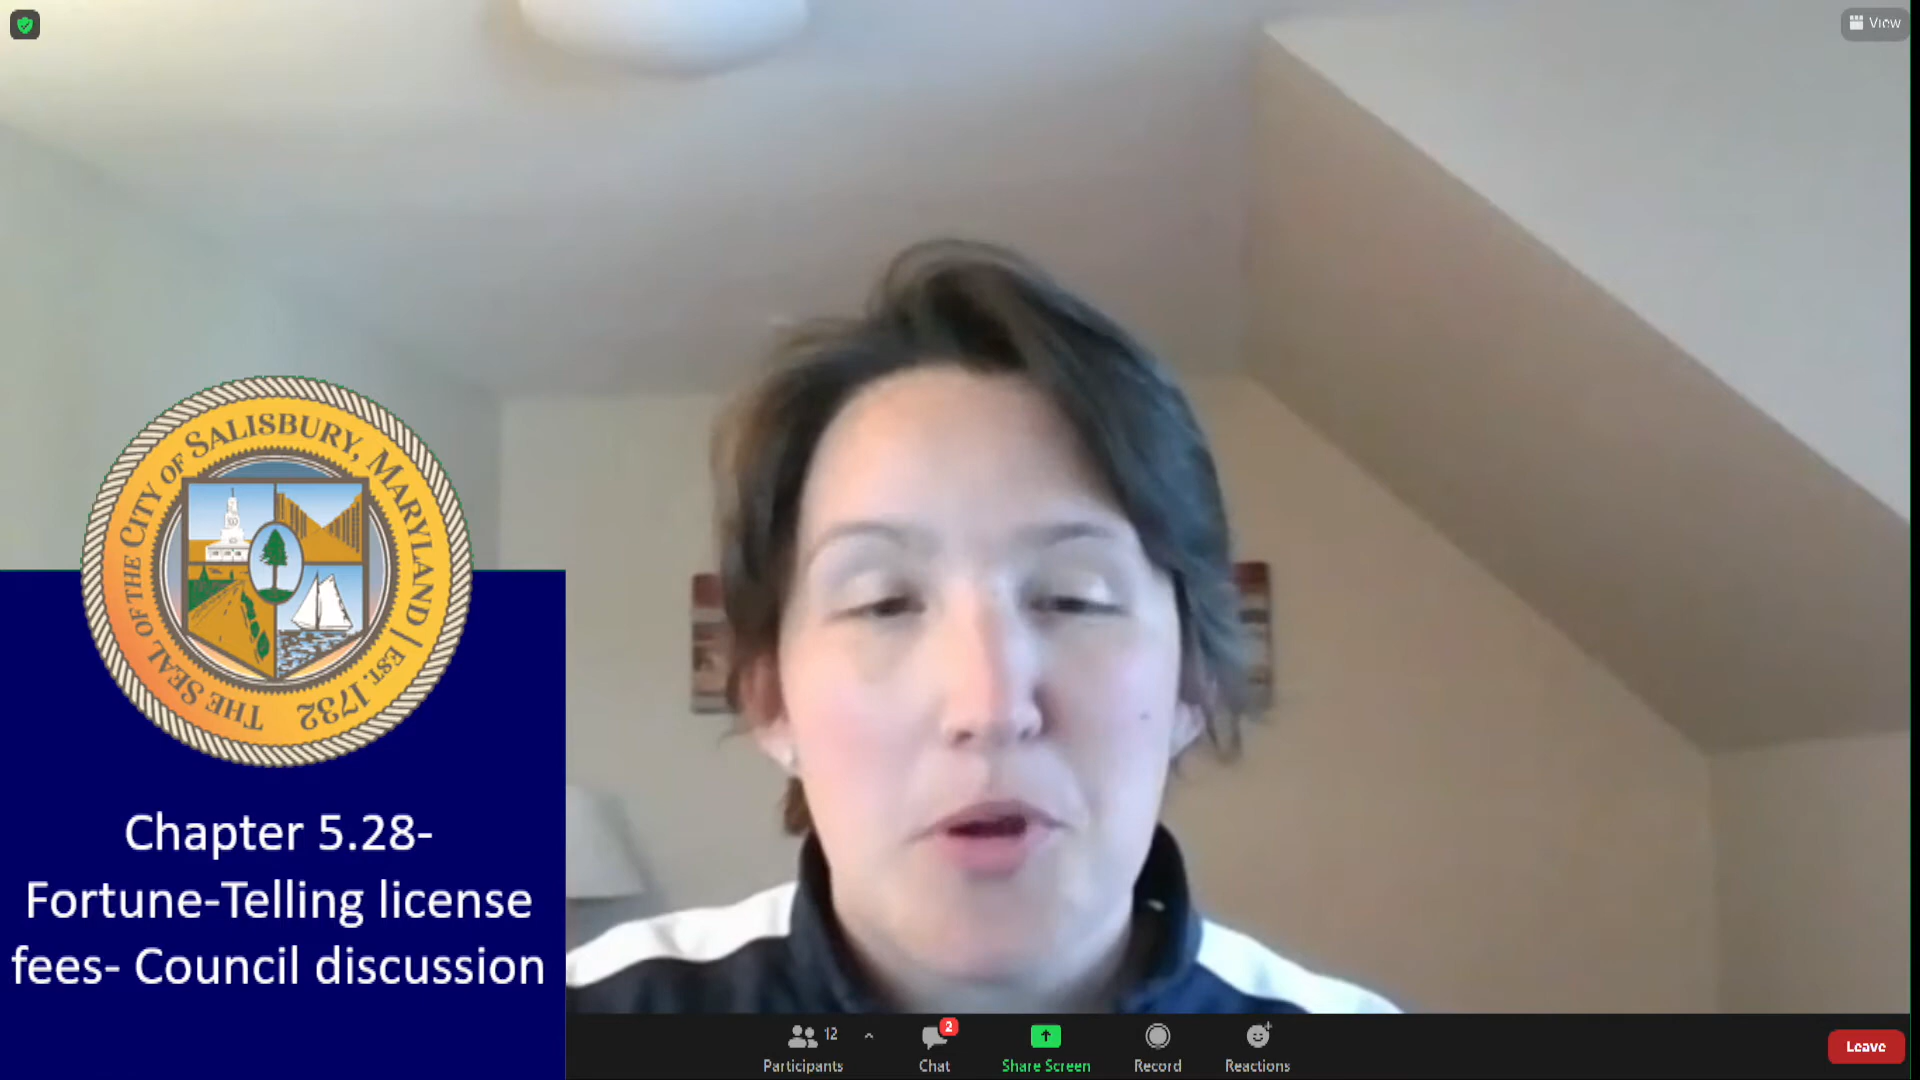 View
THE SEAL OF THE CITY OF SALISBURY, MARYLAND | EST. 1732
Chapter 5.28-
Fortune-Telling license
fees- Council discussion
12
2
Participants
Chat
Share Screen
Record
Reactions
Leave